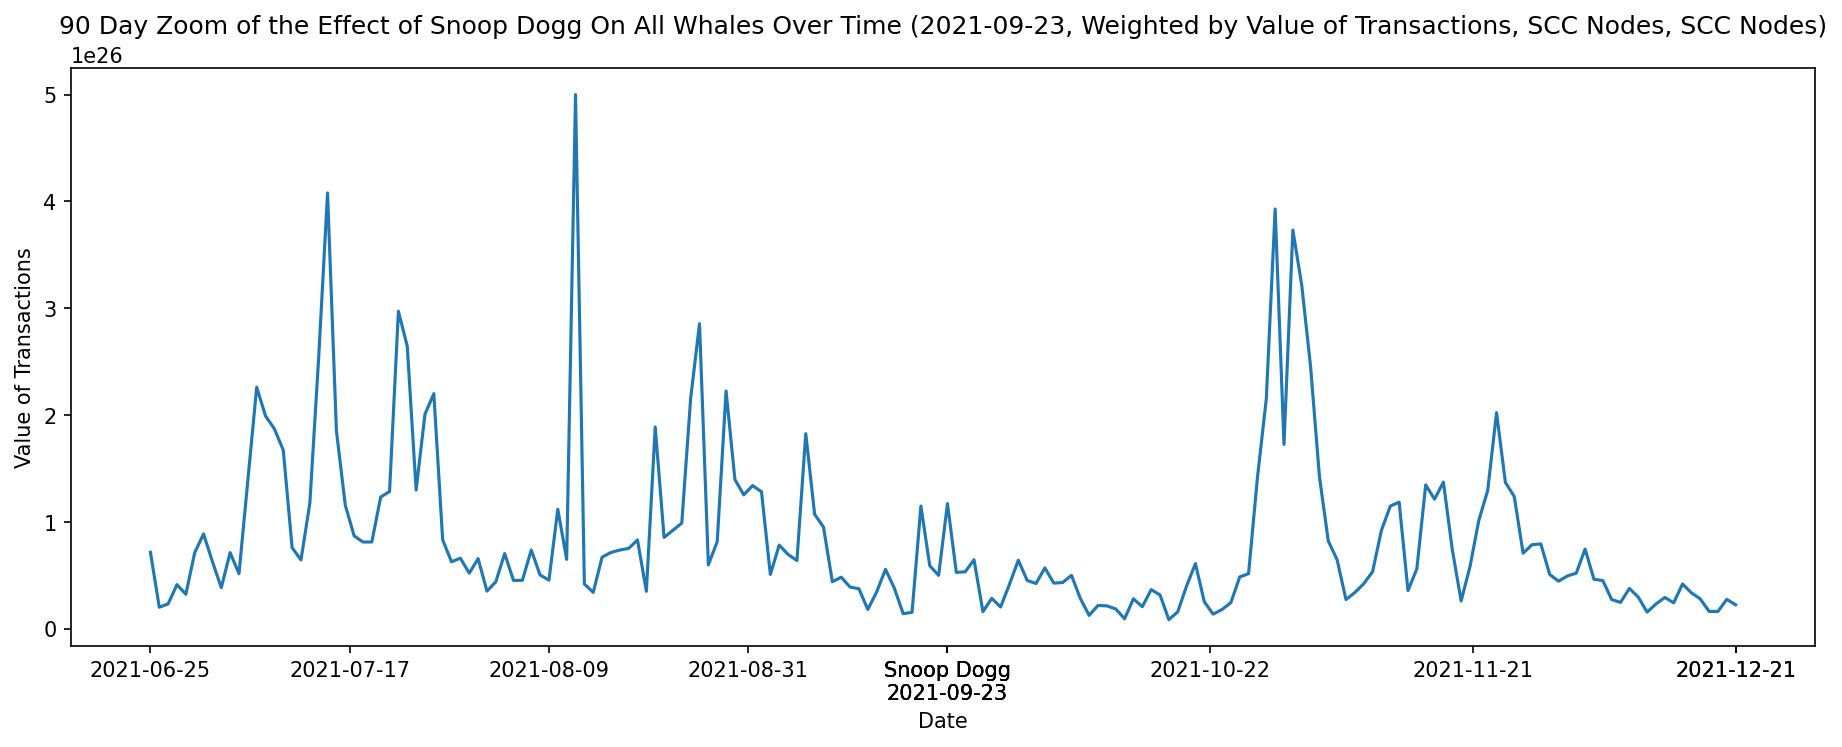 90 Day Zoom of the Effect of Snoop Dogg On All Whales Over Time (2021-09-23, Weighted by Value of Transactions, SCC Nodes, SCC Nodes)
1e26
5
4
3
2
1
0
Value of Transactions
2021-06-25 2021-07-17 2021-08-09 2021-08-31 Snoop Dogg 2021-10-22 2021-11-21 2021-12-21
2021-09-23
Date